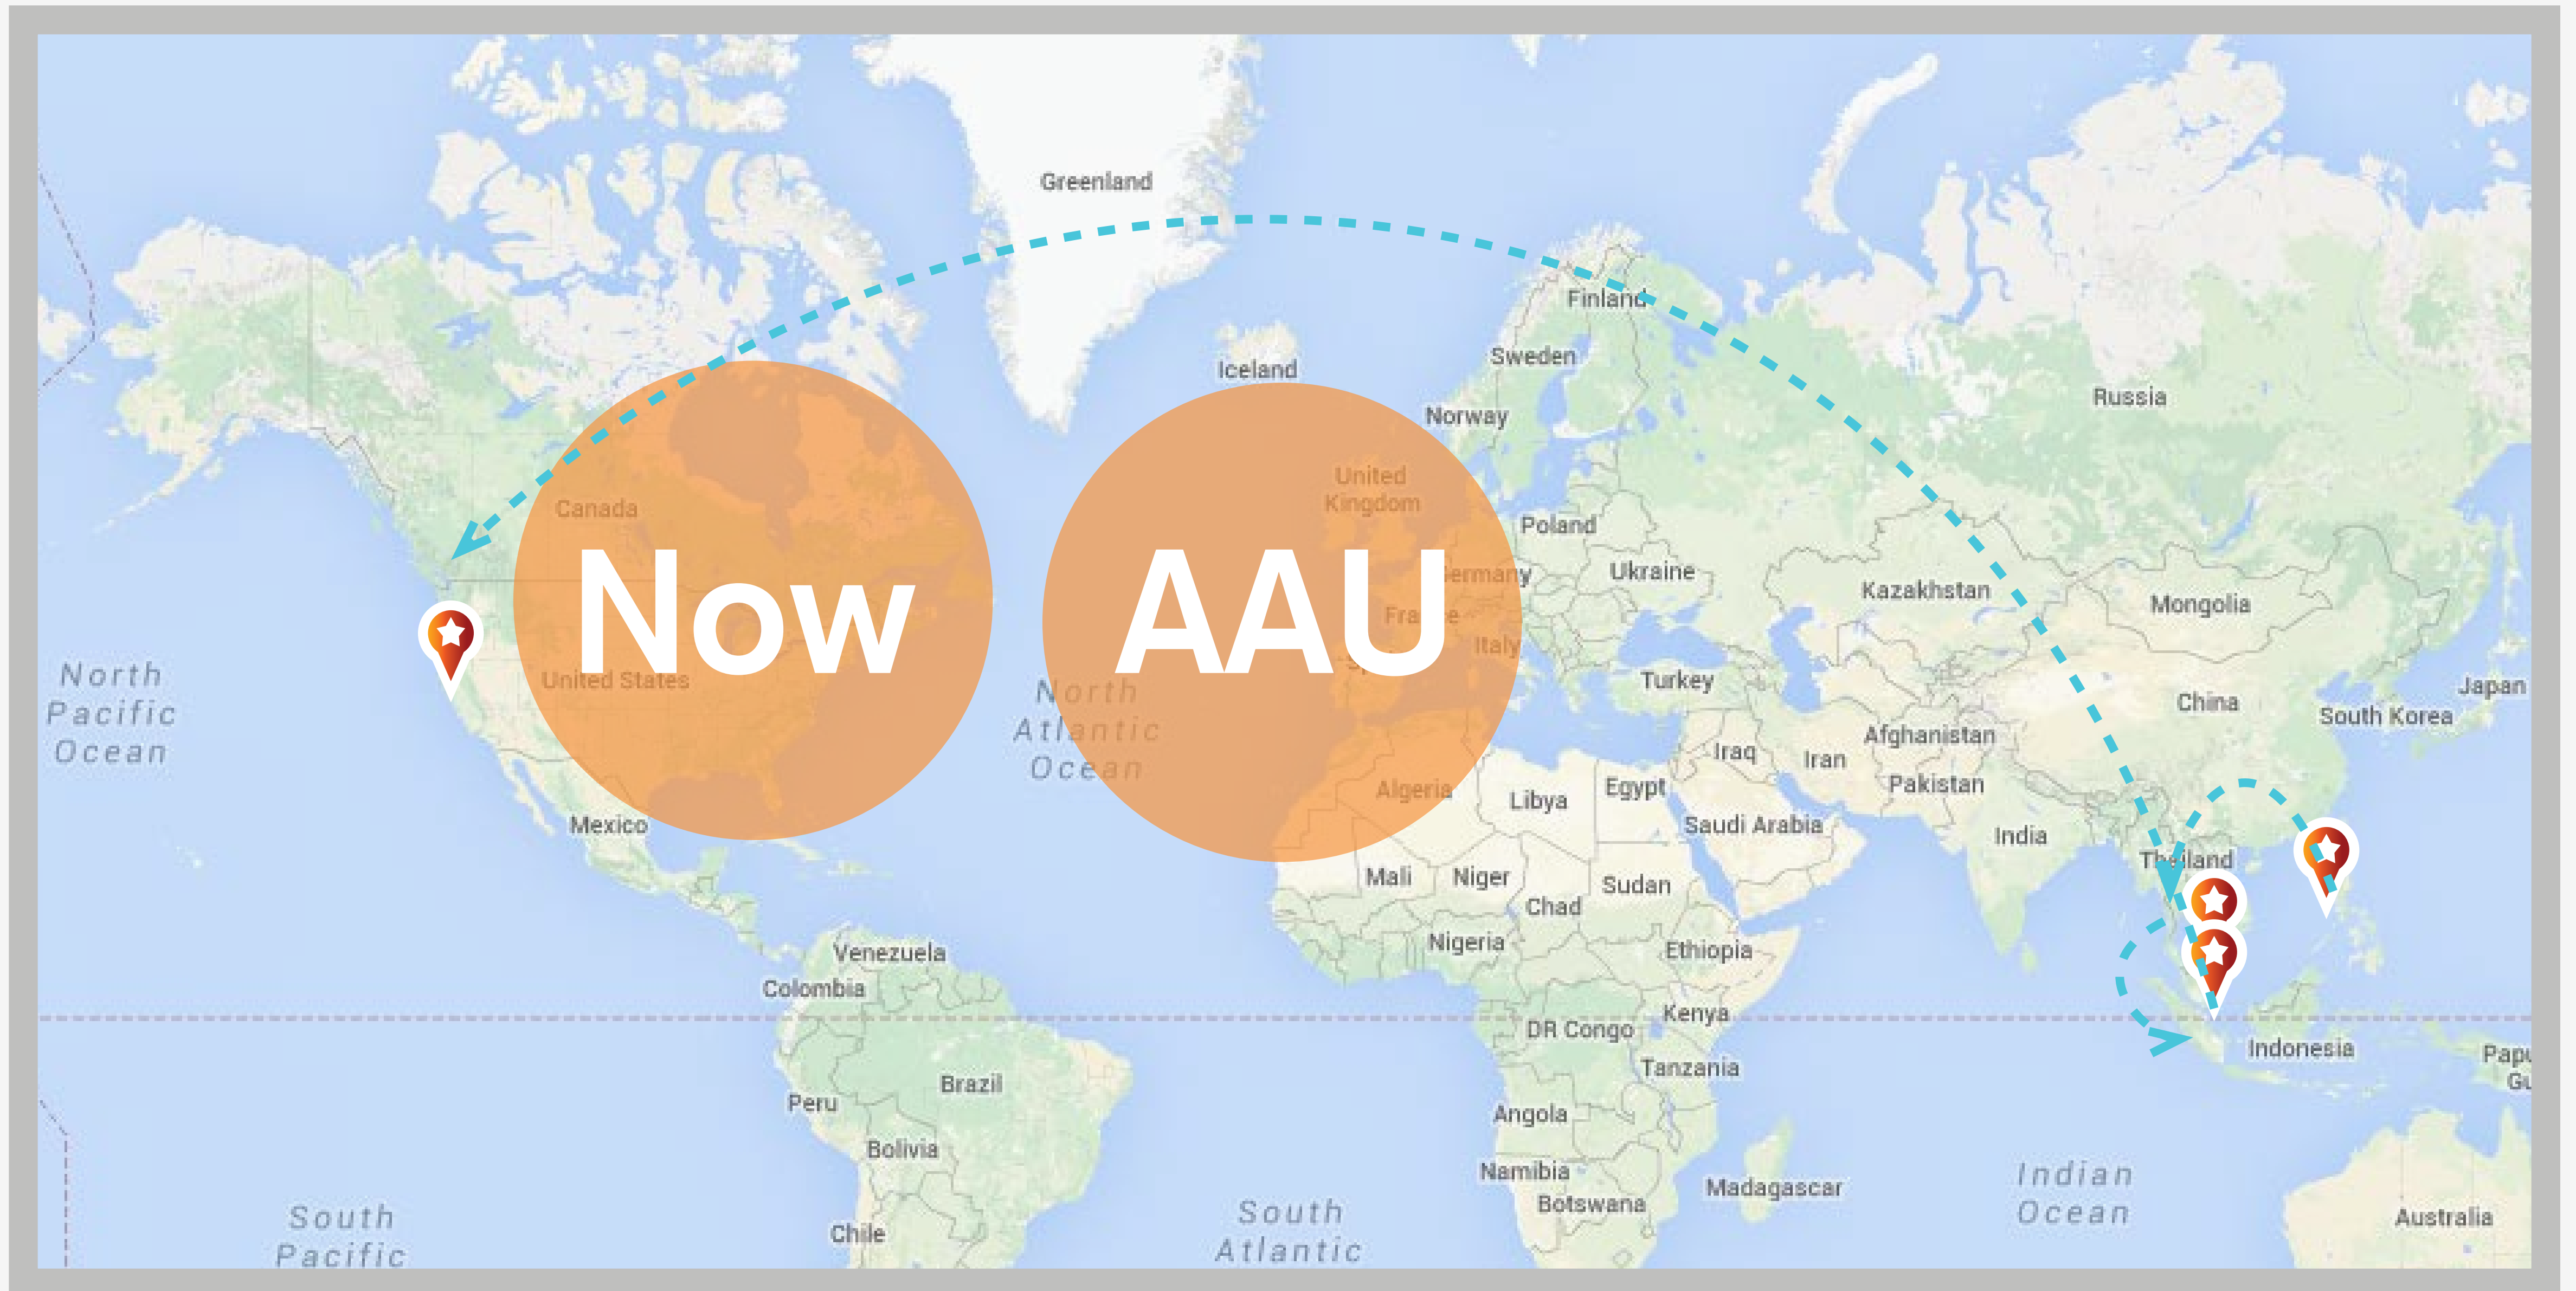 Greenland
Finland
Sweden
Iceland
Russia
Norway
United
Kingdom
Canada
Poland
Now
AAU
Germany
Ukraine
Kazakhstan
Mongolia
France
Italy
North
Pacific
Ocean
United States
North
Atlantic
Ocean
Turkey
Japan
China
South Korea
Afghanistan
Iraq
Iran
Pakistan
Algeria
Libya
Egypt
Mexico
Saudi Arabia
India
Thailand
Mali
Niger
Sudan
Chad
Nigeria
Ethiopia
Venezuela
Colombia
Kenya
DR Congo
Indonesia
Papu
Gu
Tanzania
Brazil
Peru
Angola
Bolivia
Namibia
Madagascar
Botswana
Indian
Ocean
South
Pacific
South
Atlantic
Chile
Australia